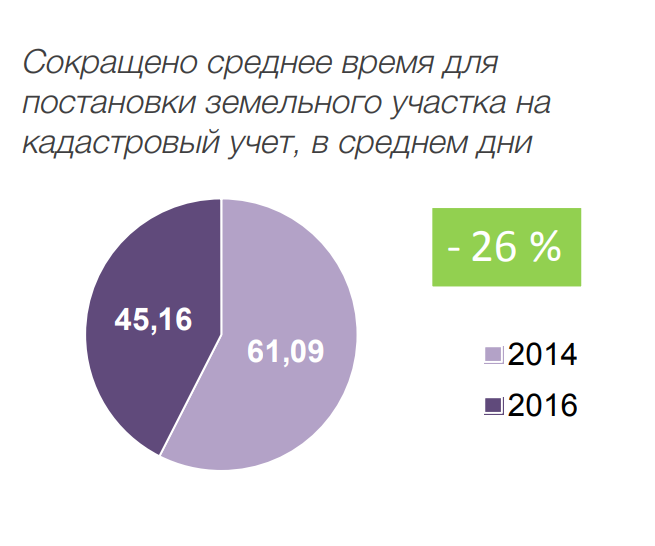 Сокращено среднее время для
постановки земельного участка на
кадастровый учет, в среднем дни
- 26 %
45,16
61,09
2014
2016